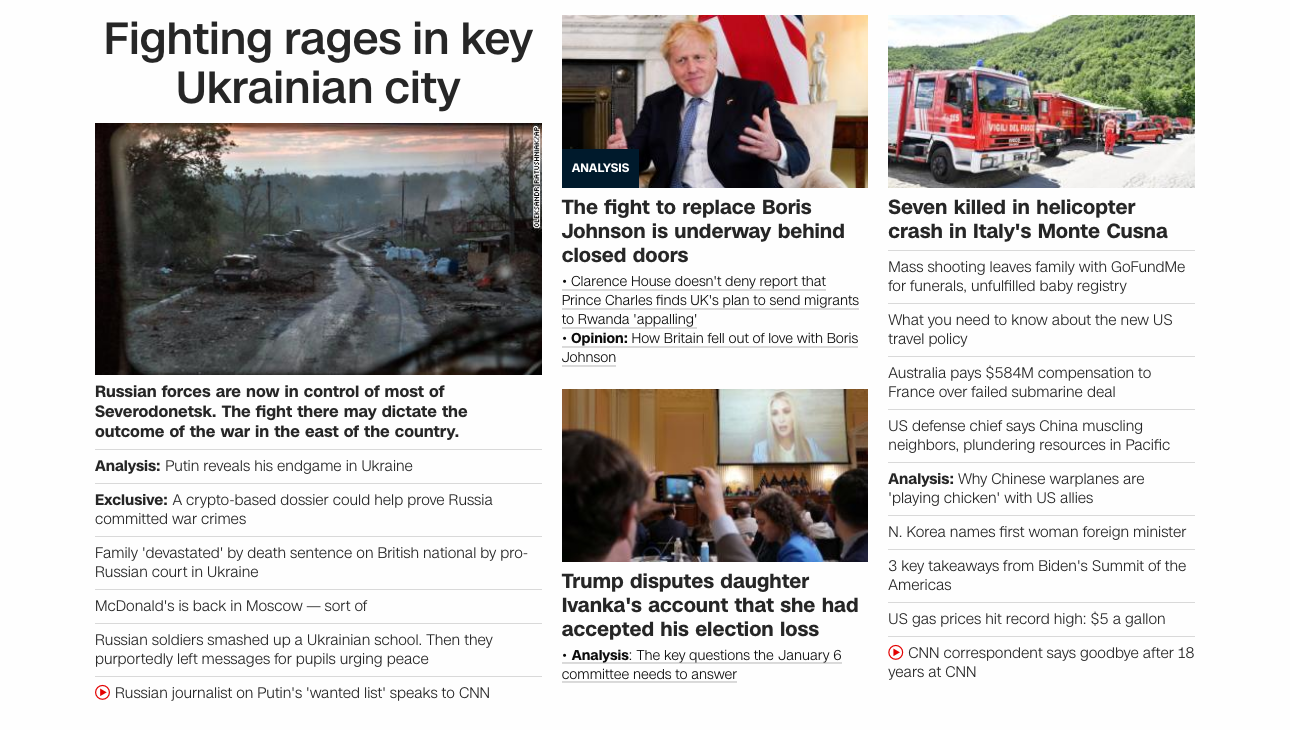 Fighting rages in key
Ukrainian city
OLEKSANDR RATUSHNIAK/AP
Russian forces are now in control of most of
Severodonetsk. The fight there may dictate the
outcome of the war in the east of the country.
Analysis: Putin reveals his endgame in Ukraine
Exclusive: A crypto-based dossier could help prove Russia
committed war crimes
Family 'devastated' by death sentence on British national by pro-
Russian court in Ukraine
McDonald's is back in Moscow — sort of
Russian soldiers smashed up a Ukrainian school. Then they
purportedly left messages for pupils urging peace
Russian journalist on Putin's 'wanted list' speaks to CNN
ANALYSIS
The fight to replace Boris
Johnson is underway behind
closed doors
• Clarence House doesn't deny report that
Prince Charles finds UK's plan to send migrants
to Rwanda 'appalling'
• Opinion: How Britain fell out of love with Boris
Johnson
Trump disputes daughter
Ivanka's account that she had
accepted his election loss
• Analysis: The key questions the January 6
committee needs to answer
115
VIGILI DEL FUOCO
Seven killed in helicopter
crash in Italy's Monte Cusna
Mass shooting leaves family with GoFundMe
for funerals, unfulfilled baby registry
What you need to know about the new US
travel policy
Australia pays $584M compensation to
France over failed submarine deal
US defense chief says China muscling
neighbors, plundering resources in Pacific
Analysis: Why Chinese warplanes are
'playing chicken' with US allies
N. Korea names first woman foreign minister
3 key takeaways from Biden's Summit of the
Americas
US gas prices hit record high: $5 a gallon
CNN correspondent says goodbye after 18
years at CNN